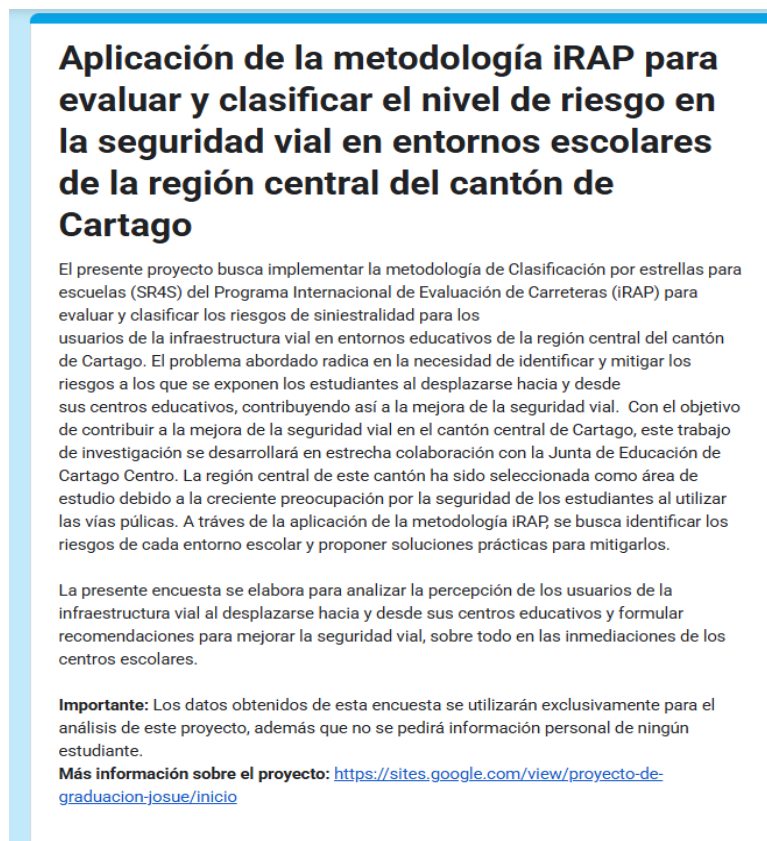 Aplicación de la metodología iRAP para
evaluar y clasificar el nivel de riesgo en
la seguridad vial en entornos escolares
de la región central del cantón de
Cartago
El presente proyecto busca implementar la metodología de Clasificación por estrellas para
escuelas (SR4S) del Programa Internacional de Evaluación de Carreteras (iRAP) para
evaluar y clasificar los riesgos de siniestralidad para los
usuarios de la infraestructura vial en entornos educativos de la región central del cantón
de Cartago. El problema abordado radica en la necesidad de identificar y mitigar los
riesgos a los que se exponen los estudiantes al desplazarse hacia y desde
sus centros educativos, contribuyendo así a la mejora de la seguridad vial. Con el objetivo
de contribuir a la mejora de la seguridad vial en el cantón central de Cartago, este trabajo
de investigación se desarrollará en estrecha colaboración con la Junta de Educación de
Cartago Centro. La región central de este cantón ha sido seleccionada como área de
estudio debido a la creciente preocupación por la seguridad de los estudiantes al utilizar
las vías púlicas. A tráves de la aplicación de la metodología iRAP, se busca identificar los
riesgos de cada entorno escolar y proponer soluciones prácticas para mitigarlos.
La presente encuesta se elabora para analizar la percepción de los usuarios de la
infraestructura vial al desplazarse hacia y desde sus centros educativos y formular
recomendaciones para mejorar la seguridad vial, sobre todo en las inmediaciones de los
centros escolares.
Importante: Los datos obtenidos de esta encuesta se utilizarán exclusivamente para el
análisis de este proyecto, además que no se pedirá información personal de ningún
estudiante.
Más información sobre el proyecto: https://sites.google.com/view/proyecto-de-
graduacion-josue/inicio